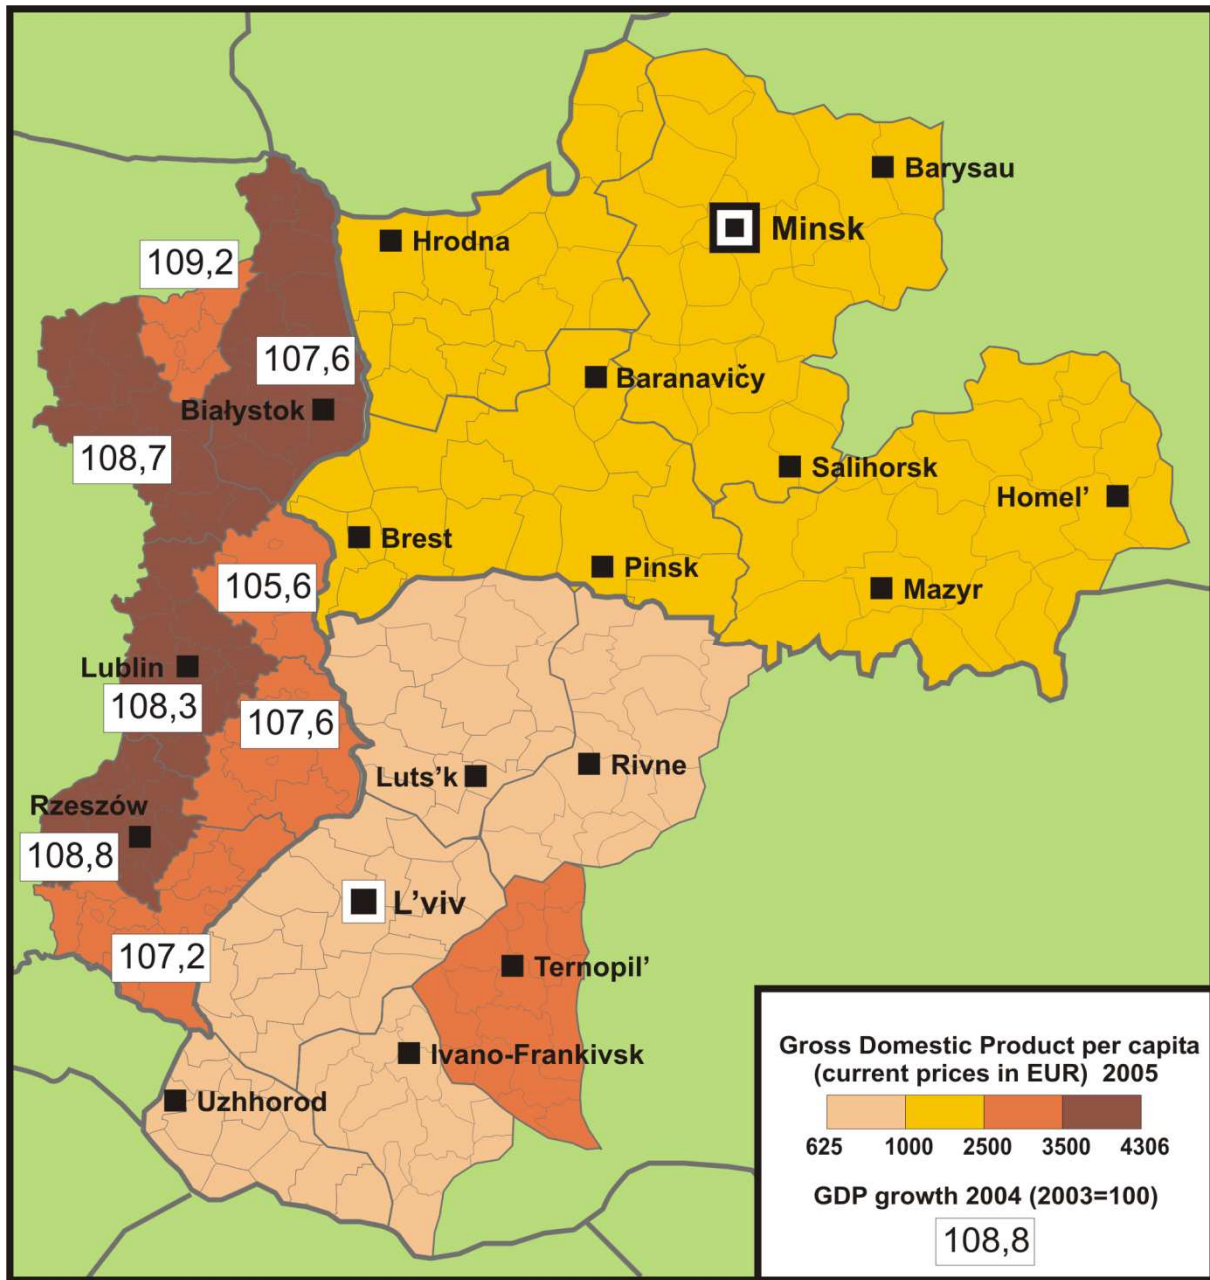 Barysau
Minsk
Hrodna
109,2
107,6
Baranavičy
Białystok
108,7
Salihorsk
Homel’
Brest
Pinsk
105,6
Mazyr
Lublin
108,3
107,6
Luts’k
Rivne
Rzeszów
108,8
L’viv
107,2
Ternopil’
Ivano-Frankivsk
Uzhhorod
Gross Domestic Product per capita
(current prices in EUR) 2005
625 1000 2500 3500 4306
GDP growth 2004 (2003=100)
108,8